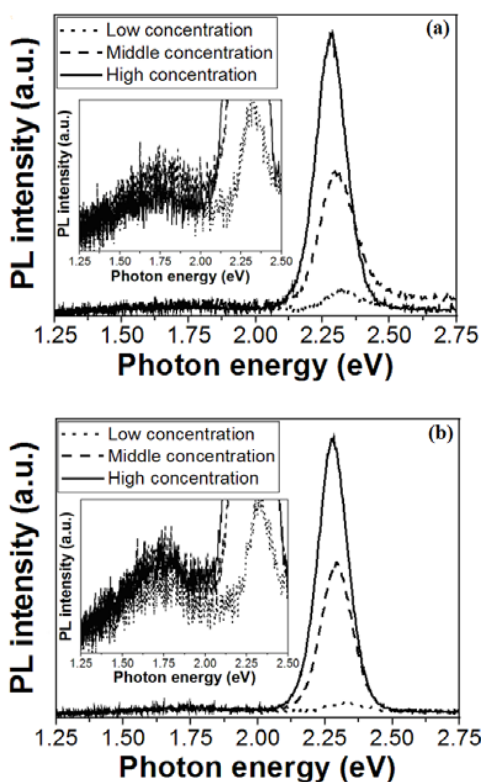 Low concentration (a)
Middle concentration
High concentration
PL intensity (a.u.)
PL intensity (a.u.)
1.25 1.50 1.75 2.00 2.25 2.50
Photon energy (eV)
1.25 1.50 1.75 2.00 2.25 2.50 2.75
Photon energy (eV)
Low concentration (b)
Middle concentration
High concentration
PL intensity (a.u.)
PL intensity (a.u.)
1.25 1.50 1.75 2.00 2.25 2.50
Photon energy (eV)
1.25 1.50 1.75 2.00 2.25 2.50 2.75
Photon energy (eV)